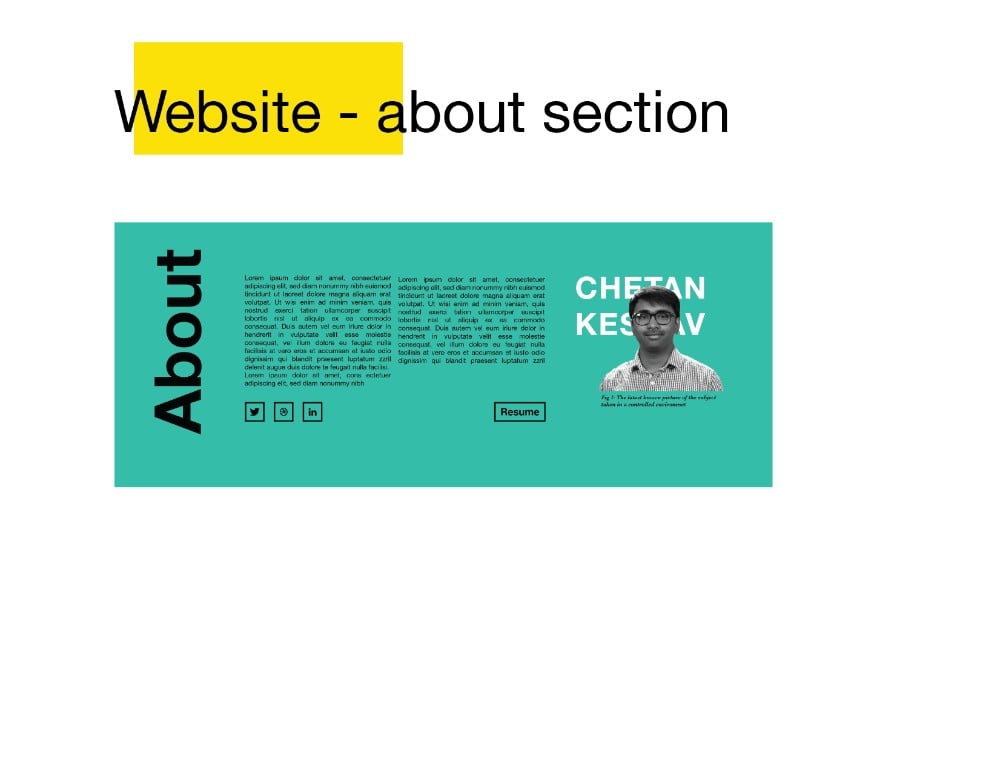 Website - about section
About
Lorem ipsum dolor sit amet, consectetuer
adipiscing elit, sed diam nonummy nibh euismod
tincidunt ut laoreet dolore magna aliquam erat
volutpat. Ut wisi enim ad minim veniam, quis
nostrud exerci tation ullamcorper suscipit
lobortis nisl ut aliquip ex ea commodo
consequat. Duis autem vel eum iriure dolor in
hendrerit in vulputate velit esse molestie
consequat, vel illum dolore eu feugiat nulla
facilisis at vero eros et accumsan et iusto odio
dignissim qui blandit praesent luptatum zzril
delenit augue duis dolore te feugait nulla facilisi.
Lorem ipsum dolor sit amet, cons ectetuer
adipiscing elit, sed diam nonummy nibh
Lorem ipsum dolor sit amet, consectetuer
adipiscing elit, sed diam nonummy nibh euismod
tincidunt ut laoreet dolore magna aliquam erat
volutpat. Ut wisi enim ad minim veniam, quis
nostrud exerci tation ullamcorper suscipit
lobortis nisl ut aliquip ex ea commodo
consequat. Duis autem vel eum iriure dolor in
hendrerit in vulputate velit esse molestie
consequat, vel illum dolore eu feugiat nulla
facilisis at vero eros et accumsan et iusto odio
dignissim qui blandit praesent luptatum zzril
in
Resume
CHETAN
KES AV
Fig 1: The latest known picture of the subject
taken in a controlled enviroment